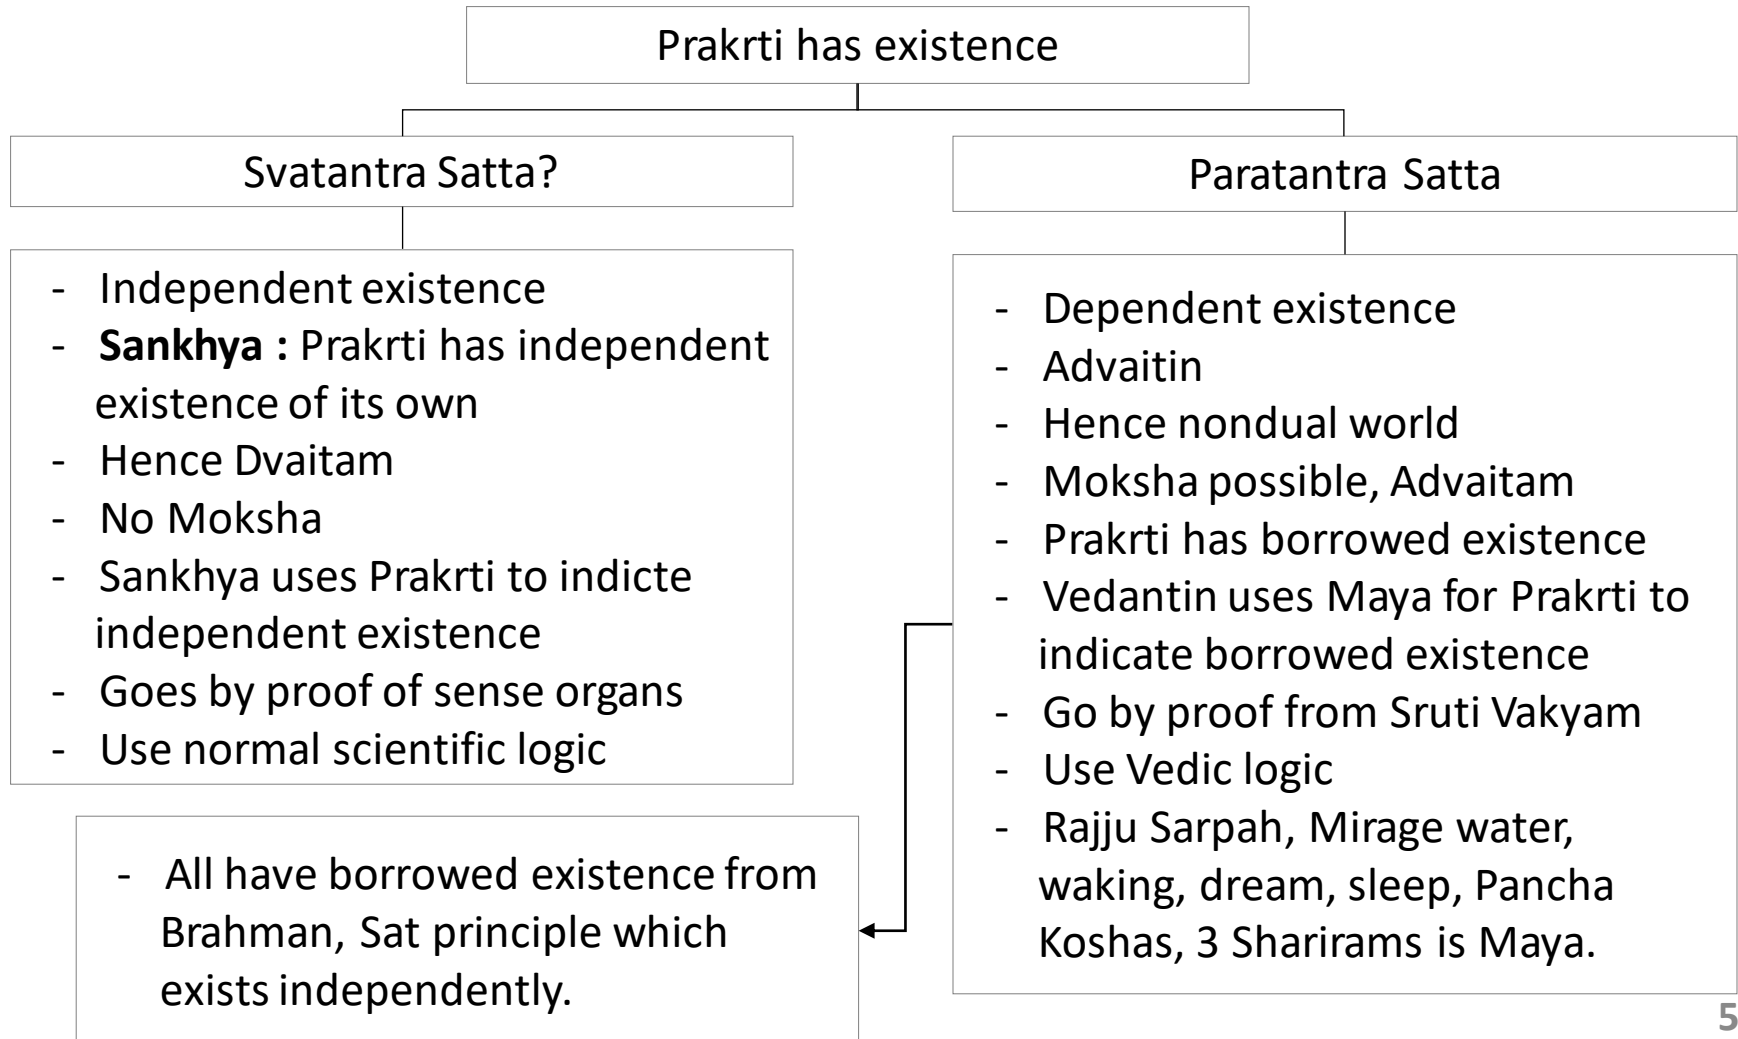 Prakrti has existence
Svatantra Satta?
- Independent existence
- Sankhya : Prakrti has independent
existence of its own
- Hence Dvaitam
- No Moksha
- Sankhya uses Prakrti to indicte
independent existence
- Goes by proof of sense organs
- Use normal scientific logic
Paratantra Satta
- Dependent existence
- Advaitin
- Hence nondual world
- Moksha possible, Advaitam
- Prakrti has borrowed existence
- Vedantin uses Maya for Prakrti to
indicate borrowed existence
- Go by proof from Sruti Vakyam
- Use Vedic logic
- Rajju Sarpah, Mirage water,
waking, dream, sleep, Pancha
Koshas, 3 Sharirams is Maya.
- All have borrowed existence from
Brahman, Sat principle which
exists independently.
5